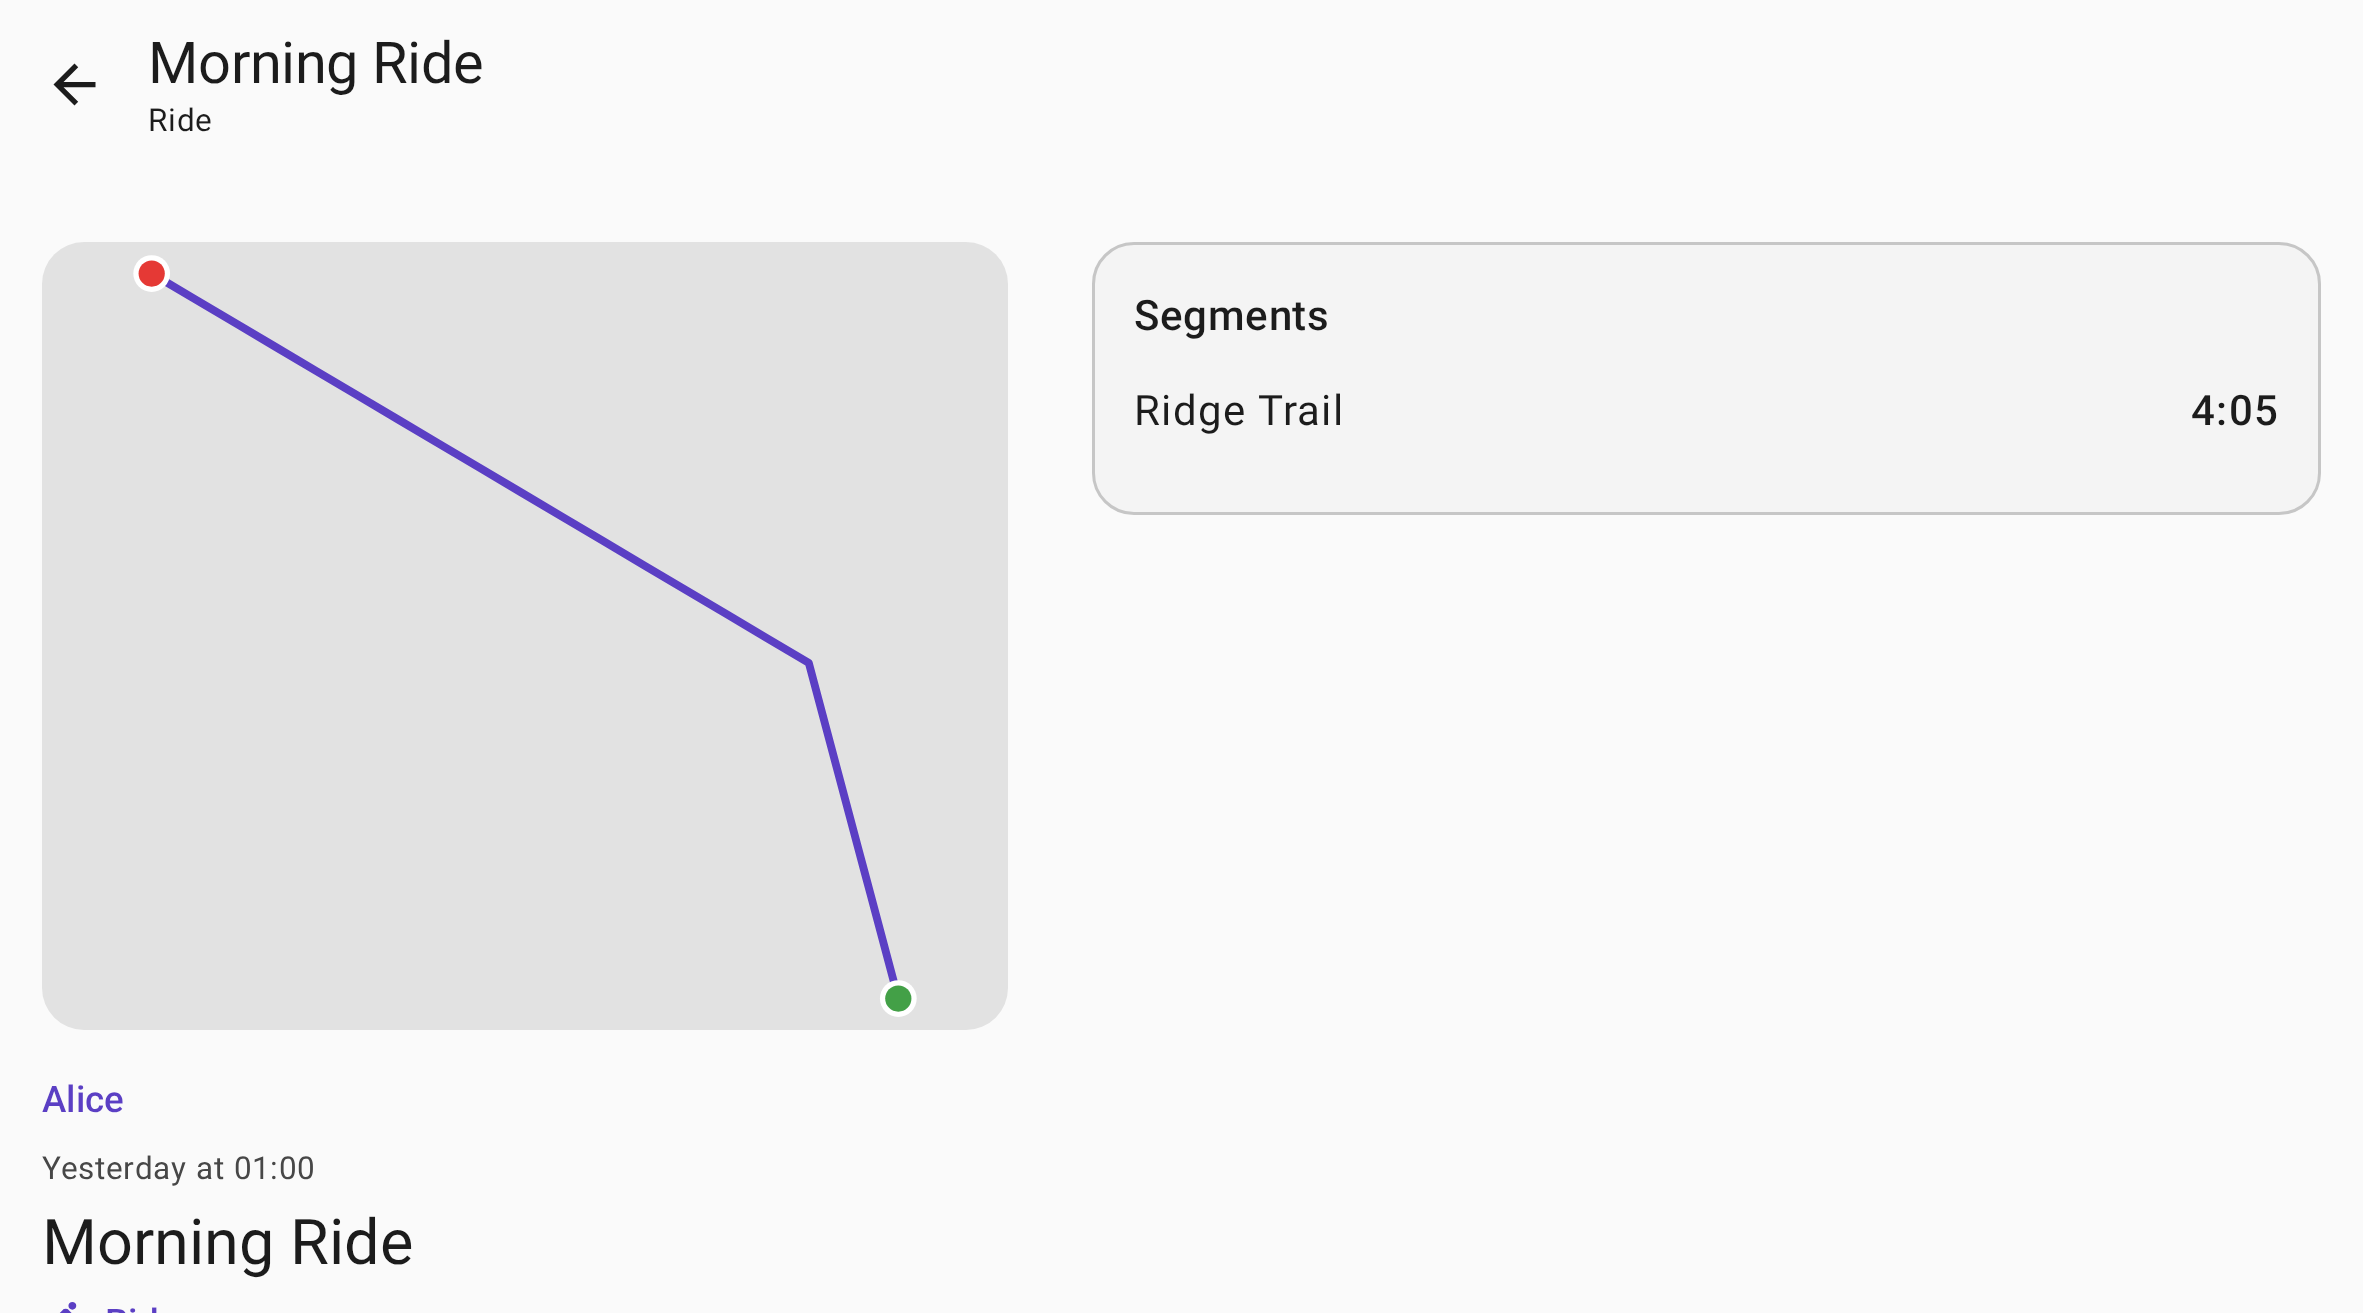 Morning Ride
Ride
Segments
Ridge Trail 4:05
Alice
Yesterday at 01:00
Morning Ride